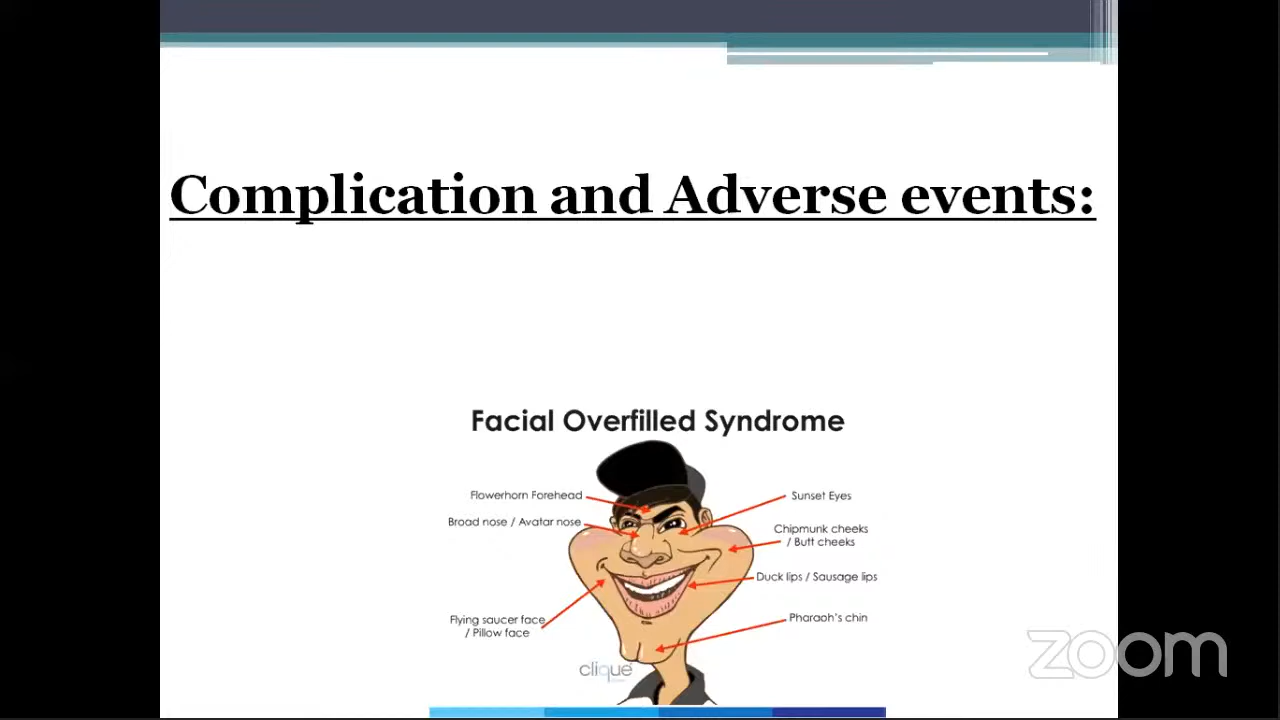 Complication and Adverse events:
Facial Overfilled Syndrome
Flowerhorn Forehead
Sunset Eyes
Broad nose / Avatar nose
Chipmunk cheeks
/ Butt cheeks
Duck lips / Sausage lips
Flying saucer face
/ Pillow face
Pharaoh's chin
cliqué
zoom